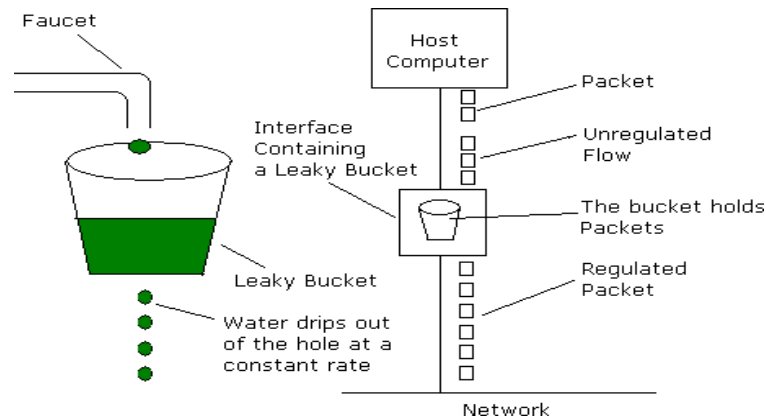 Faucet
Leaky Bucket
Water drips out
of the hole at a
constant rate
Host
Computer
Packet
Interface
Containing
a Leaky Bucket
Unregulated
Flow
The bucket holds
Packets
Regulated
Packet
Network